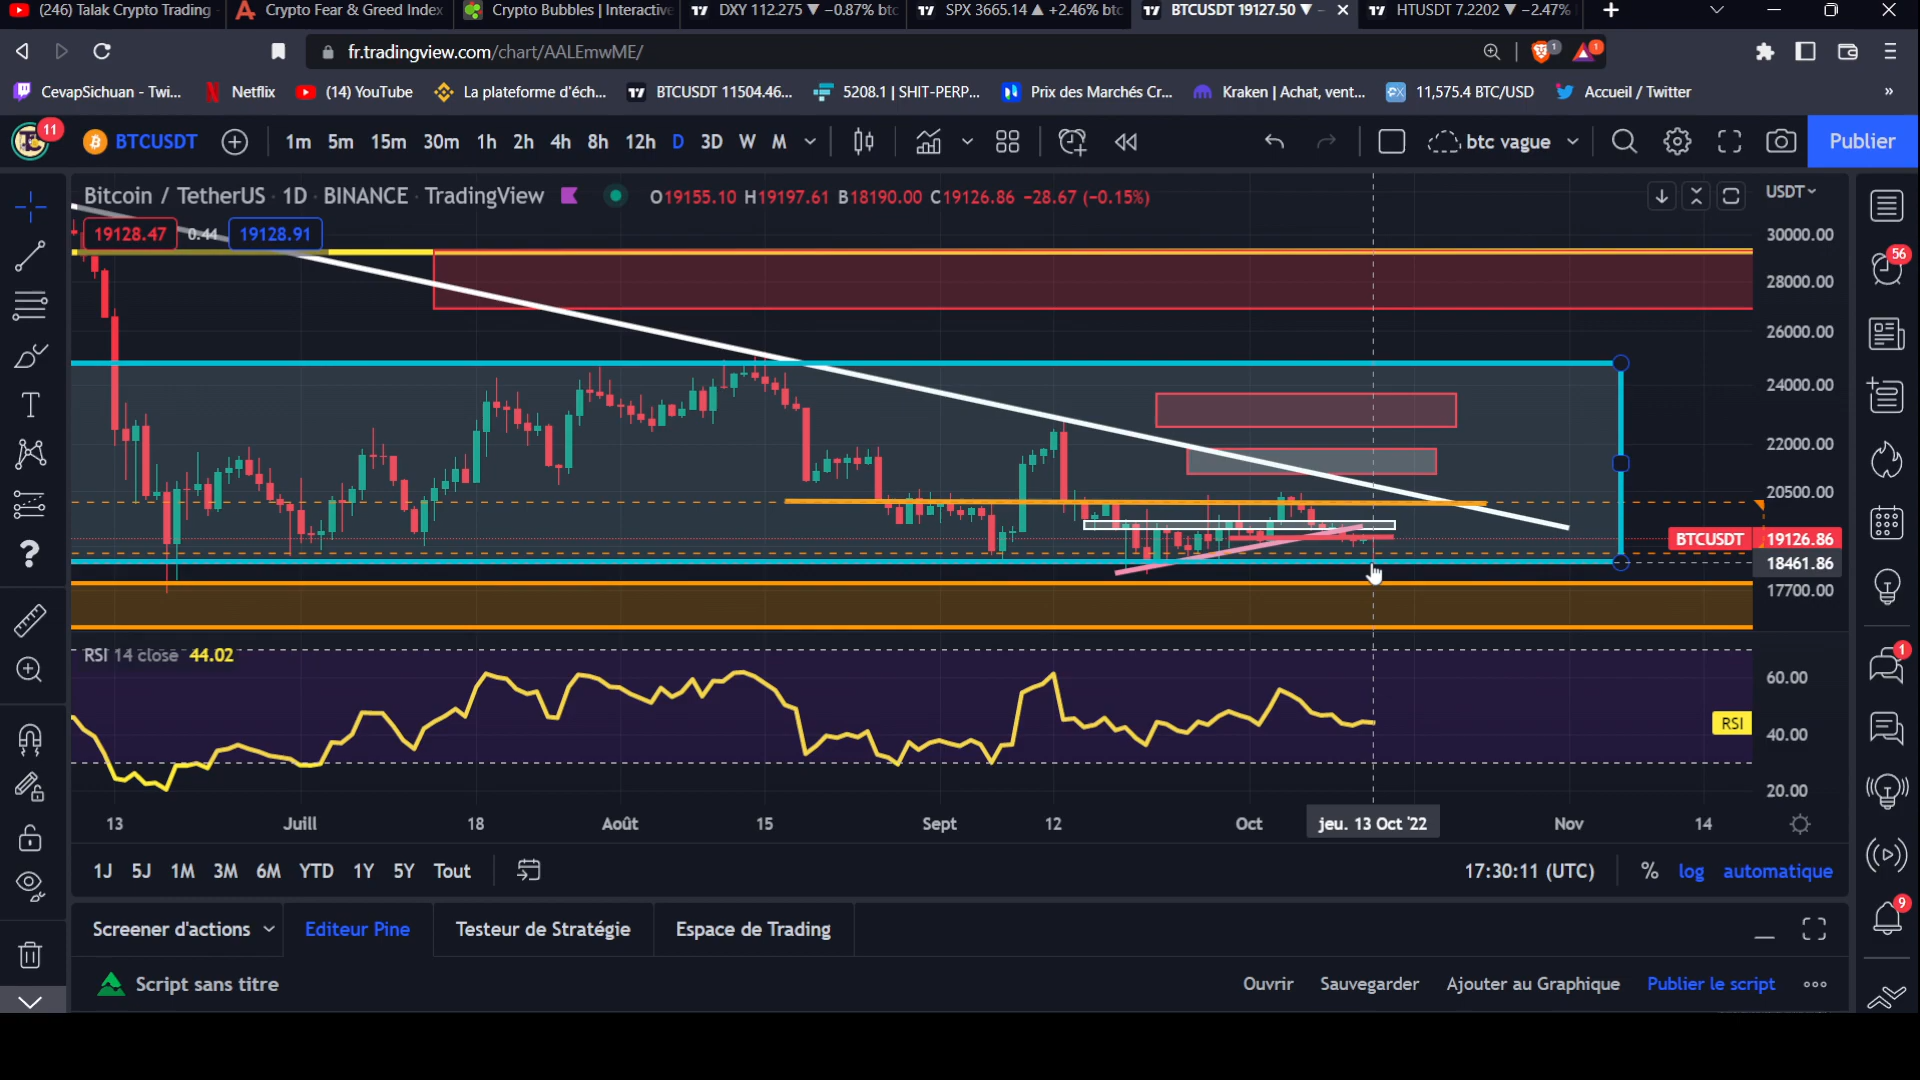 (246) Talak Crypto Trading
Crypto Fear & Greed Index
Crypto Bubbles | Interactive
DXY 112.275 ▼ −0.87% btc
SPX 3665.14 ▲ +2.46% btc
BTCUSDT 19127.50 ▼ −
HTUSDT 7.2202 ▼ −2.47%
fr.tradingview.com/chart/AALEmwME/
1
1
CevapSichuan - Twi...
Netflix
(14) YouTube
La plateforme d'éch...
BTCUSDT 11504.46...
5208.1 | SHIT-PERP...
Prix des Marchés Cr...
Kraken | Achat, vent...
11,575.4 BTC/USD
Accueil / Twitter
»
11
BTCUSDT
1m 5m 15m 30m 1h 2h 4h 8h 12h D 3D W M
btc vague
Publier
Bitcoin / TetherUS · 1D · BINANCE · TradingView
O19155.10 H19197.61 B18190.00 C19126.86 −28.67 (−0.15%)
USDT
19128.47 0.44 19128.91
30000.00
28000.00
26000.00
24000.00
22000.00
20500.00
BTCUSDT 19126.86
18461.86
17700.00
56
1
9
RSI 14 close 44.02
60.00
RSI
40.00
20.00
13 Juill 18 Août 15 Sept 12 Oct jeu. 13 Oct '22 Nov 14
1J 5J 1M 3M 6M YTD 1Y 5Y Tout
17:30:11 (UTC) % log automatique
Screener d'actions Editeur Pine Testeur de Stratégie Espace de Trading
Script sans titre
Ouvrir Sauvegarder Ajouter au Graphique Publier le script